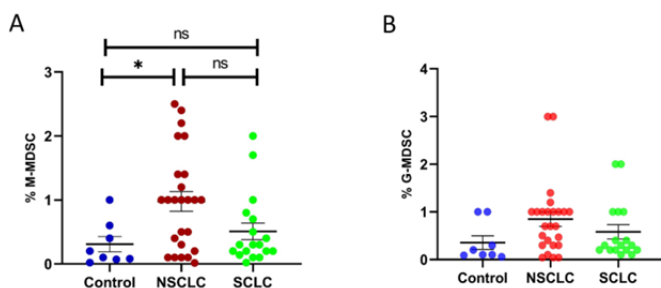 A
B
ns
*
ns
% M-MDSC
3
2
1
0
Control
NSCLC
SCLC
% G-MDSC
4
3
2
1
0
Control
NSCLC
SCLC